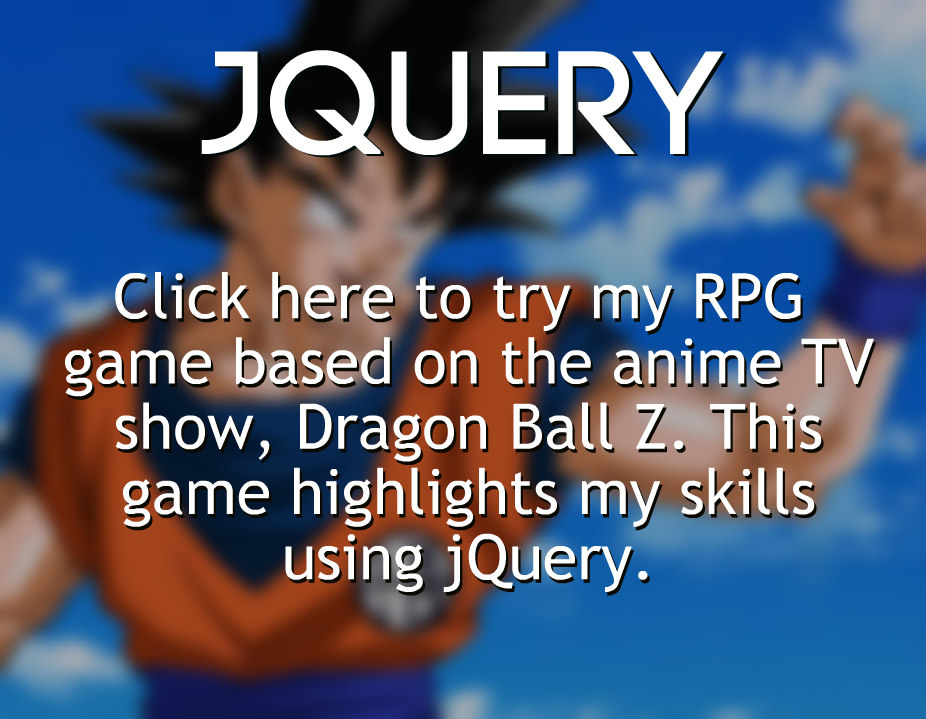 JQUERY
Click here to try my RPG
game based on the anime TV
show, Dragon Ball Z. This
game highlights my skills
using jQuery.